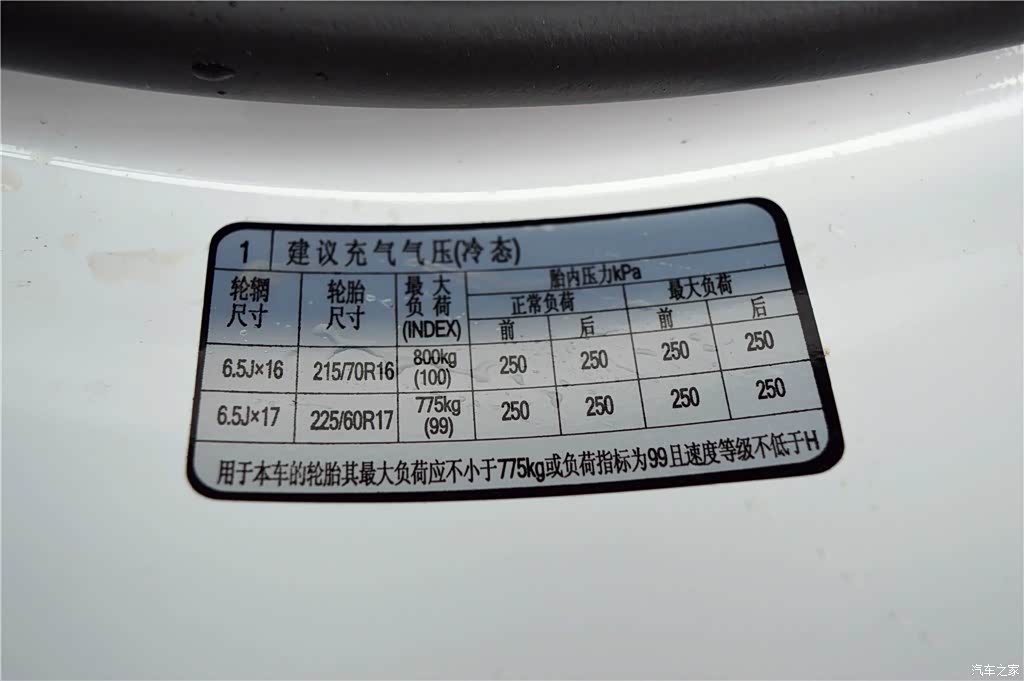 1 建议充气气压(冷态)
轮辋尺寸 轮胎尺寸 最大负荷(INDEX) 胎内压力kPa
正常负荷 最大负荷
前 后 前 后
6.5J×16 215/70R16 800kg(100) 250 250 250 250
6.5J×17 225/60R17 775kg(99) 250 250 250 250
用于本车的轮胎其最大负荷应不小于775kg或负荷指标为99且速度等级不低于H
汽车之家